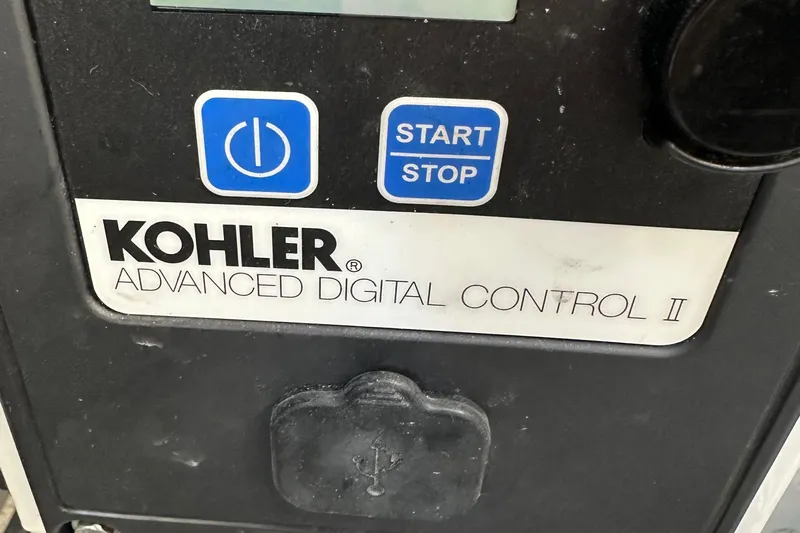 START
STOP
KOHLER®
ADVANCED DIGITAL CONTROL II